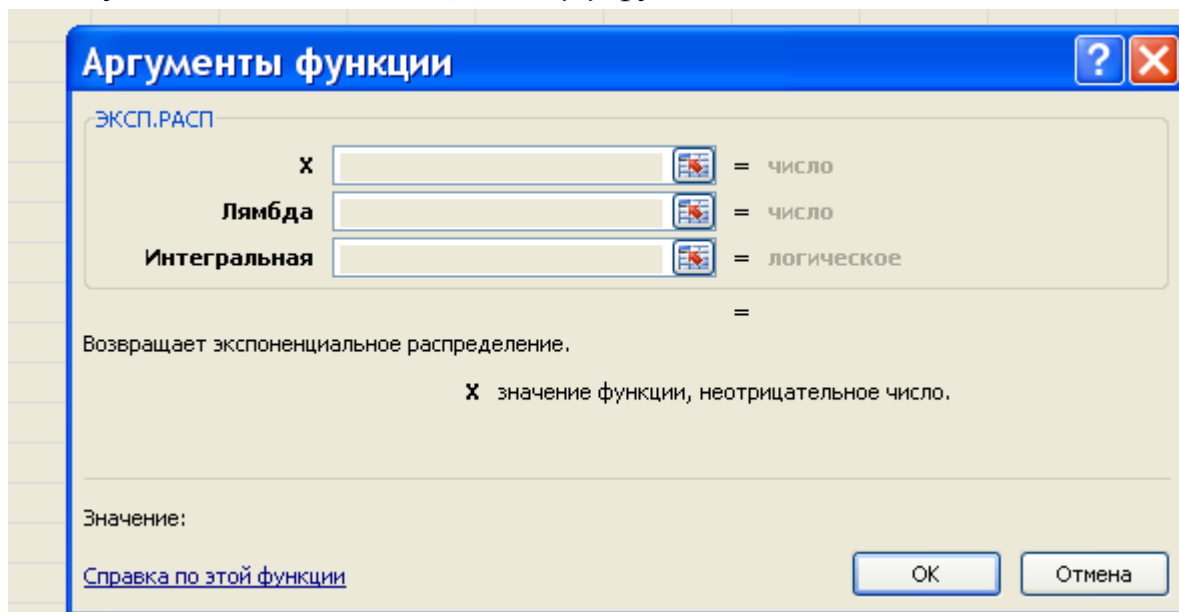 Аргументы функции
ЭКСП.РАСП
X = число
Лямбда = число
Интегральная = логическое
=
Возвращает экспоненциальное распределение.
X значение функции, неотрицательное число.
Значение:
Справка по этой функции
ОК Отмена